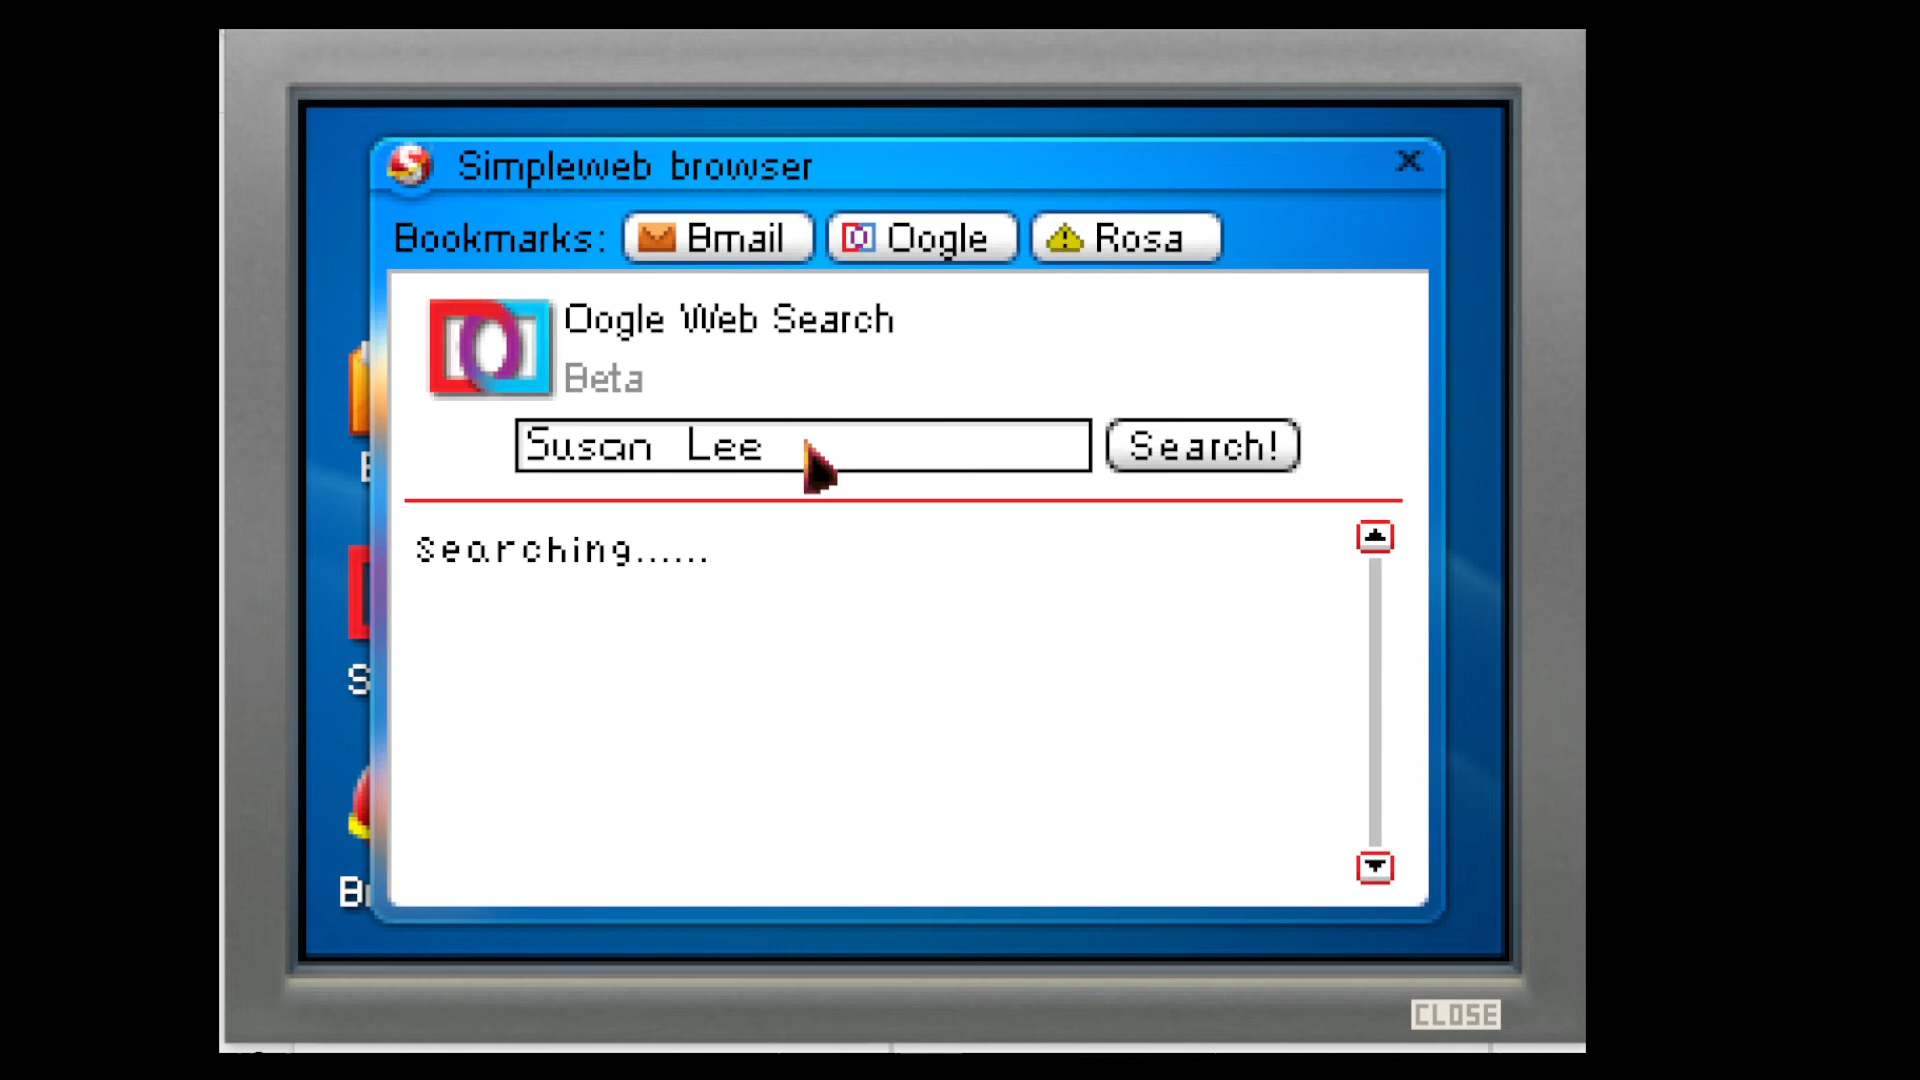 Simpleweb browser
Bookmarks: Bmail Oogle Rosa
Oogle Web Search
Beta
Susan Lee Search!
Searching......
CLOSE